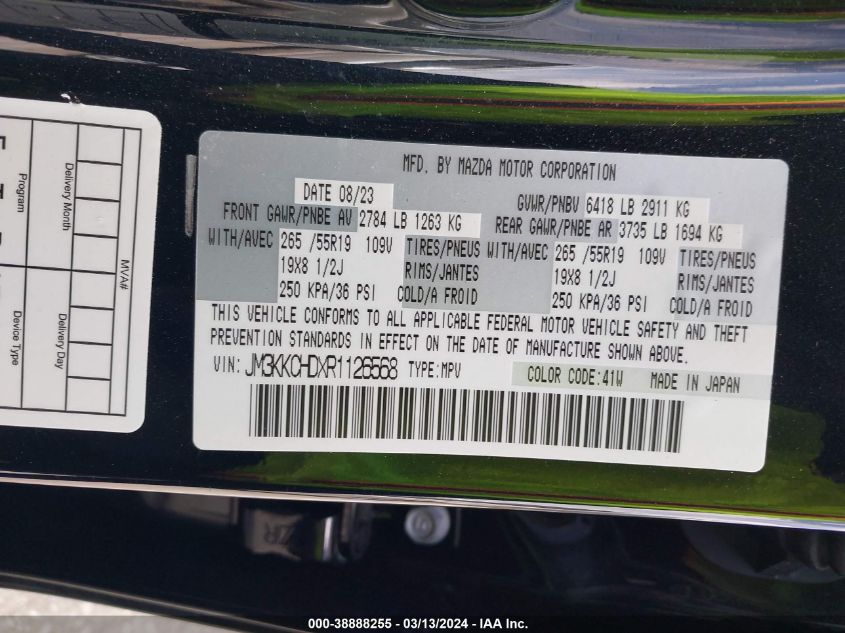 MFD. BY MAZDA MOTOR CORPORATION
DATE 08/23
GVWR/PNBV 6418 LB 2911 KG
FRONT GAWR/PNBE AV 2784 LB 1263 KG
REAR GAWR/PNBE AR 3735 LB 1694 KG
WITH/AVEC 265 /55R19 109V TIRES/PNEUS WITH/AVEC 265 /55R19 109V TIRES/PNEUS
19X8 1/2J RIMS/JANTES 19X8 1/2J RIMS/JANTES
250 KPA/36 PSI COLD/A FROID 250 KPA/36 PSI COLD/A FROID
THIS VEHICLE CONFORMS TO ALL APPLICABLE FEDERAL MOTOR VEHICLE SAFETY AND THEFT
PREVENTION STANDARDS IN EFFECT ON THE DATE OF MANUFACTURE SHOWN ABOVE.
VIN: JM3KKCHDXR1126568 TYPE:MPV COLOR CODE:41W MADE IN JAPAN
MVA#
Delivery Month
Delivery Day
Program
Device Type
ZR
000-38888255 - 03/13/2024 - IAA Inc.